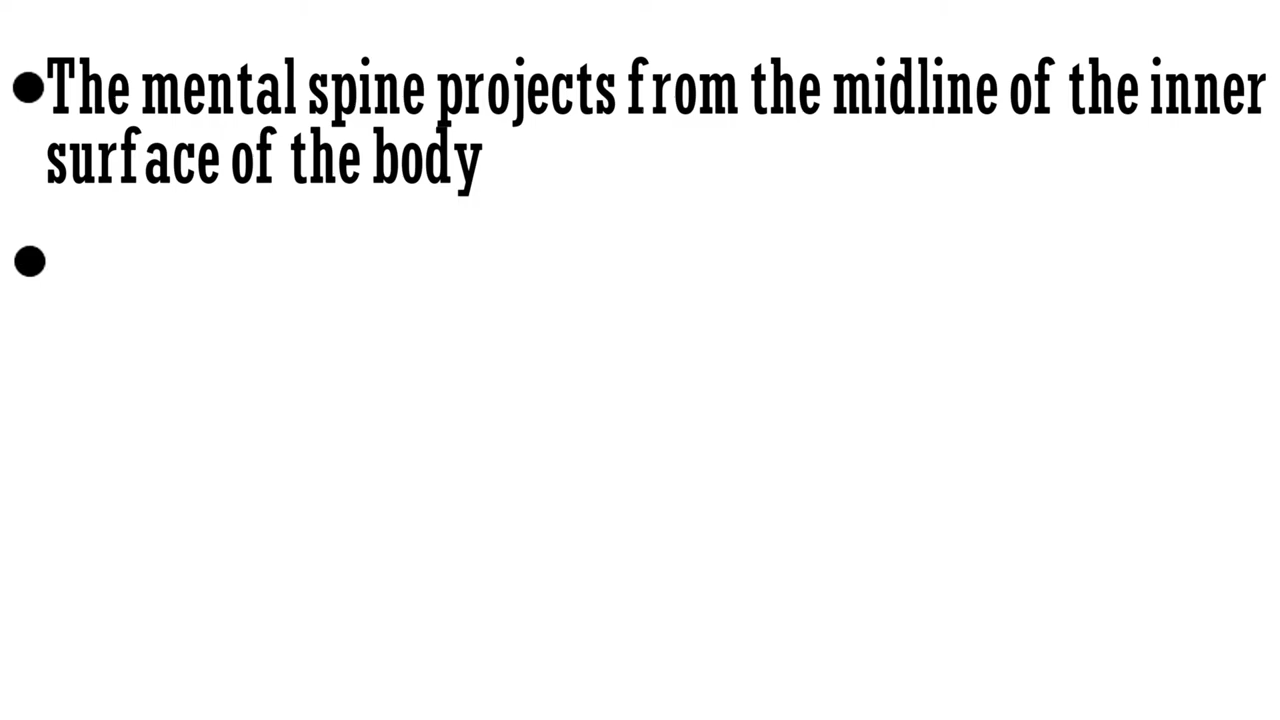 ●The mental spine projects from the midline of the inner
surface of the body
●